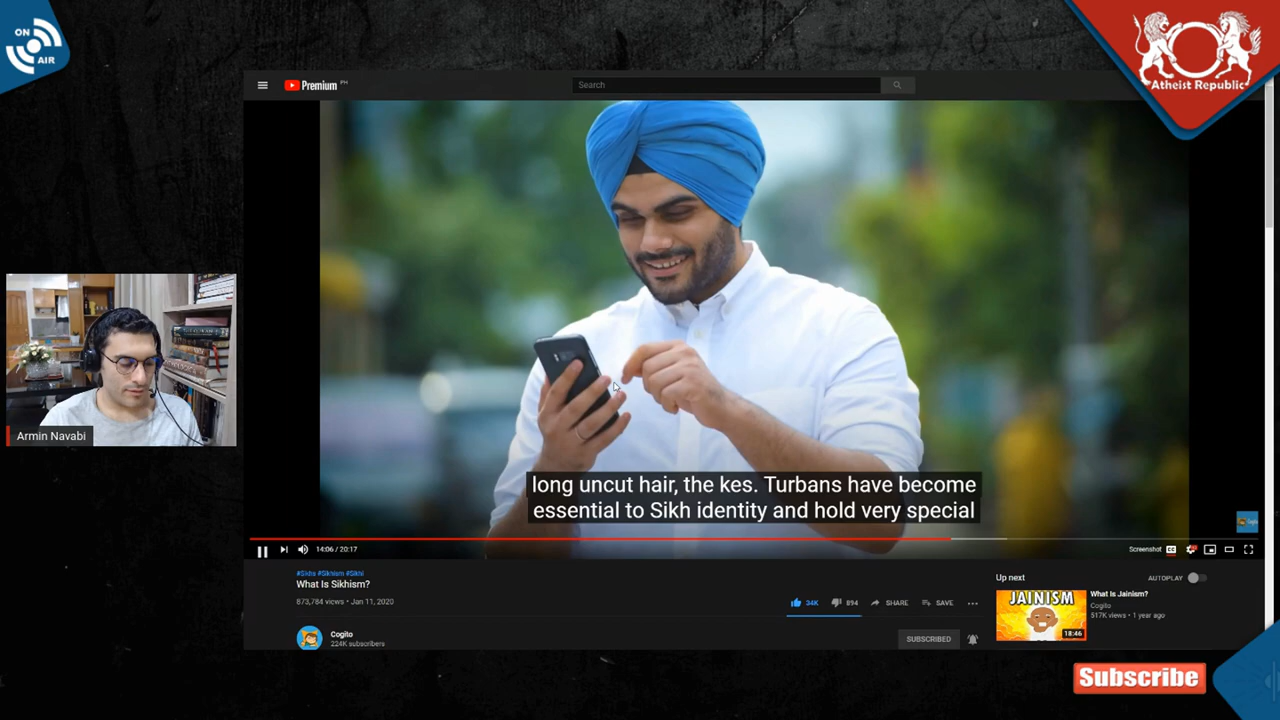 ON
AIR
Premium PH
Search
Atheist Republic
Armin Navabi
long uncut hair, the kes. Turbans have become
essential to Sikh identity and hold very special
14:06 / 20:17
Screenshot
CC
#Sikhs #Sikhism #Sikhi
What Is Sikhism?
873,784 views • Jan 11, 2020
34K
894
SHARE
SAVE
Cogito
224K subscribers
SUBSCRIBED
Up next
AUTOPLAY
JAINISM
18:46
What Is Jainism?
Cogito
517K views • 1 year ago
Subscribe